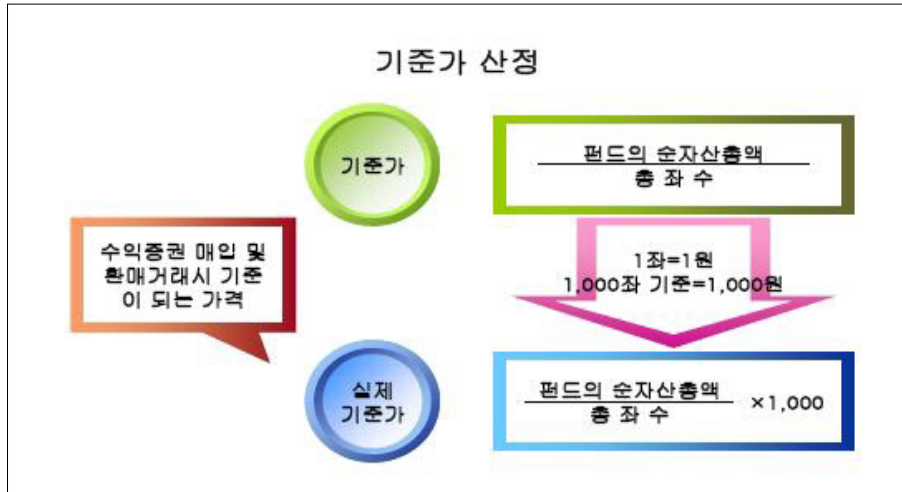 기준가 산정
기준가
펀드의 순자산총액
총 좌 수
수익증권 매입 및
환매거래시 기준
이 되는 가격
1좌=1원
1,000좌 기준=1,000원
실제
기준가
펀드의 순자산총액
총 좌 수
×1,000